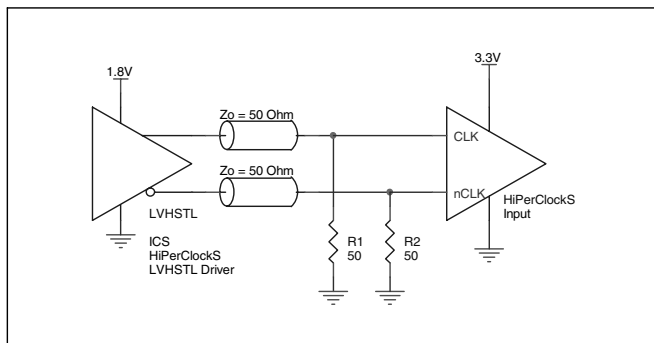 1.8V
3.3V
Zo = 50 Ohm
CLK
Zo = 50 Ohm
nCLK
HiPerClockS
Input
LVHSTL
ICS
HiPerClockS
LVHSTL Driver
R1
50
R2
50